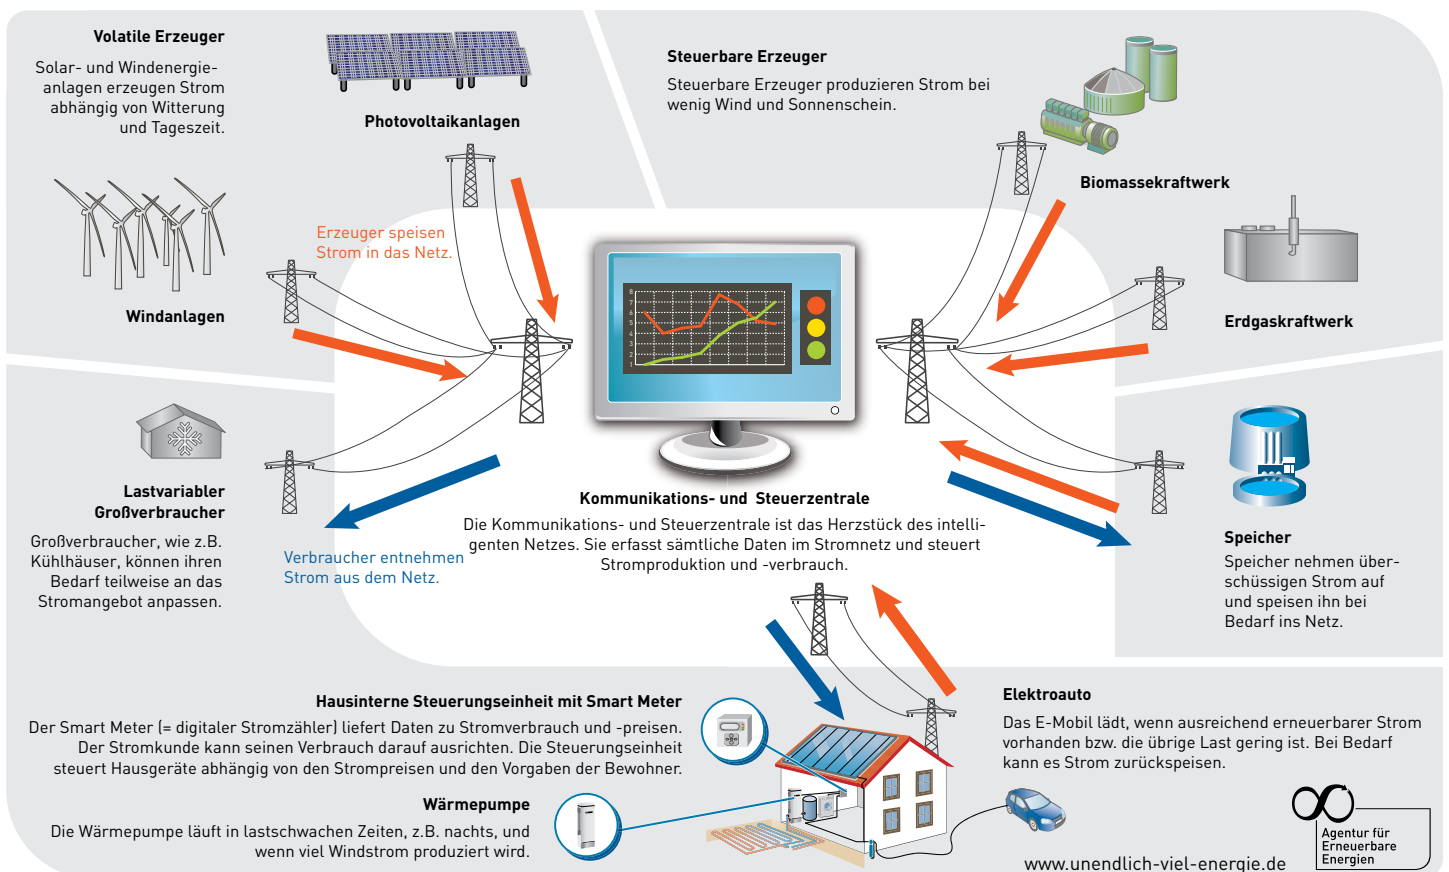 Volatile Erzeuger
Solar- und Windenergie-
anlagen erzeugen Strom
abhängig von Witterung
und Tageszeit.
Photovoltaikanlagen
Windanlagen
Erzeuger speisen
Strom in das Netz.
Steuerbare Erzeuger
Steuerbare Erzeuger produzieren Strom bei
wenig Wind und Sonnenschein.
Biomassekraftwerk
Erdgaskraftwerk
8
7
6
5
4
3
2
1
Lastvariabler
Großverbraucher
Großverbraucher, wie z.B.
Kühlhäuser, können ihren
Bedarf teilweise an das
Stromangebot anpassen.
Verbraucher entnehmen
Strom aus dem Netz.
Kommunikations- und Steuerzentrale
Die Kommunikations- und Steuerzentrale ist das Herzstück des intelli-
genten Netzes. Sie erfasst sämtliche Daten im Stromnetz und steuert
Stromproduktion und -verbrauch.
Speicher
Speicher nehmen über-
schüssigen Strom auf
und speisen ihn bei
Bedarf ins Netz.
Hausinterne Steuerungseinheit mit Smart Meter
Der Smart Meter (= digitaler Stromzähler) liefert Daten zu Stromverbrauch und -preisen.
Der Stromkunde kann seinen Verbrauch darauf ausrichten. Die Steuerungseinheit
steuert Hausgeräte abhängig von den Strompreisen und den Vorgaben der Bewohner.
Wärmepumpe
Die Wärmepumpe läuft in lastschwachen Zeiten, z.B. nachts, und
wenn viel Windstrom produziert wird.
Elektroauto
Das E-Mobil lädt, wenn ausreichend erneuerbarer Strom
vorhanden bzw. die übrige Last gering ist. Bei Bedarf
kann es Strom zurückspeisen.
www.unendlich-viel-energie.de
Agentur für
Erneuerbare
Energien